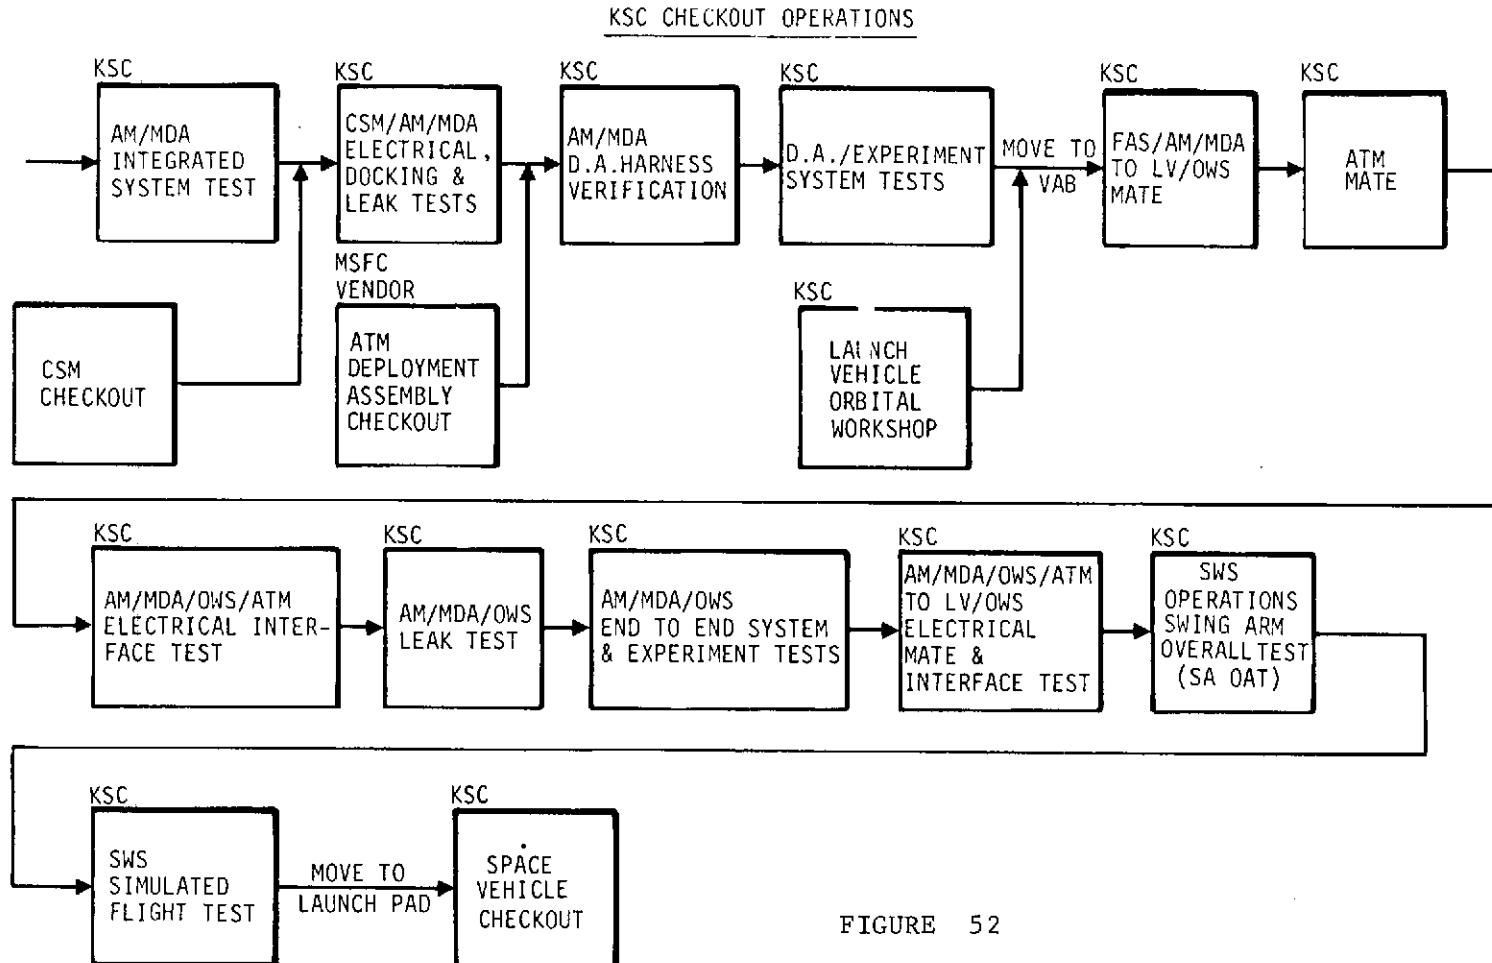 KSC CHECKOUT OPERATIONS
KSC
AM/MDA
INTEGRATED
SYSTEM TEST
KSC
CSM/AM/MDA
ELECTRICAL,
DOCKING &
LEAK TESTS
KSC
AM/MDA
D.A.HARNESS
VERIFICATION
KSC
D.A./EXPERIMENT
SYSTEM TESTS
MOVE TO
VAB
KSC
FAS/AM/MDA
TO LV/OWS
MATE
KSC
ATM
MATE
CSM
CHECKOUT
MSFC
VENDOR
ATM
DEPLOYMENT
ASSEMBLY
CHECKOUT
KSC
LAUNCH
VEHICLE
ORBITAL
WORKSHOP
KSC
AM/MDA/OWS/ATM
ELECTRICAL INTER-
FACE TEST
KSC
AM/MDA/OWS
LEAK TEST
KSC
AM/MDA/OWS
END TO END SYSTEM
& EXPERIMENT TESTS
KSC
AM/MDA/OWS/ATM
TO LV/OWS
ELECTRICAL
MATE &
INTERFACE TEST
KSC
SWS
OPERATIONS
SWING ARM
OVERALL TEST
(SA OAT)
KSC
SWS
SIMULATED
FLIGHT TEST
MOVE TO
LAUNCH PAD
KSC
SPACE
VEHICLE
CHECKOUT
FIGURE 52